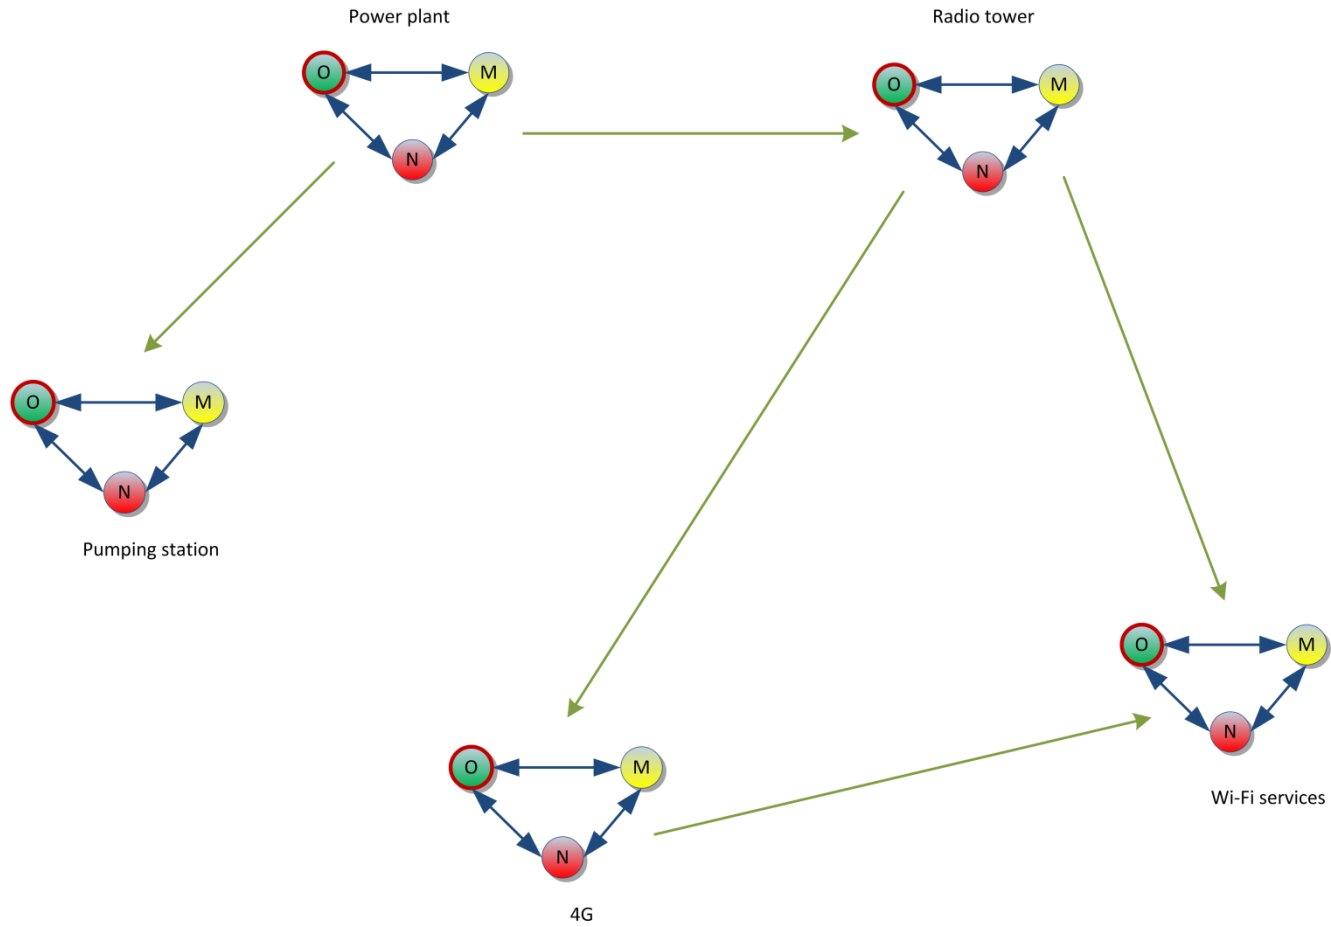 Power plant
Radio tower
O
M
N
O
M
N
O
M
N
Pumping station
O
M
N
Wi-Fi services
O
M
N
4G